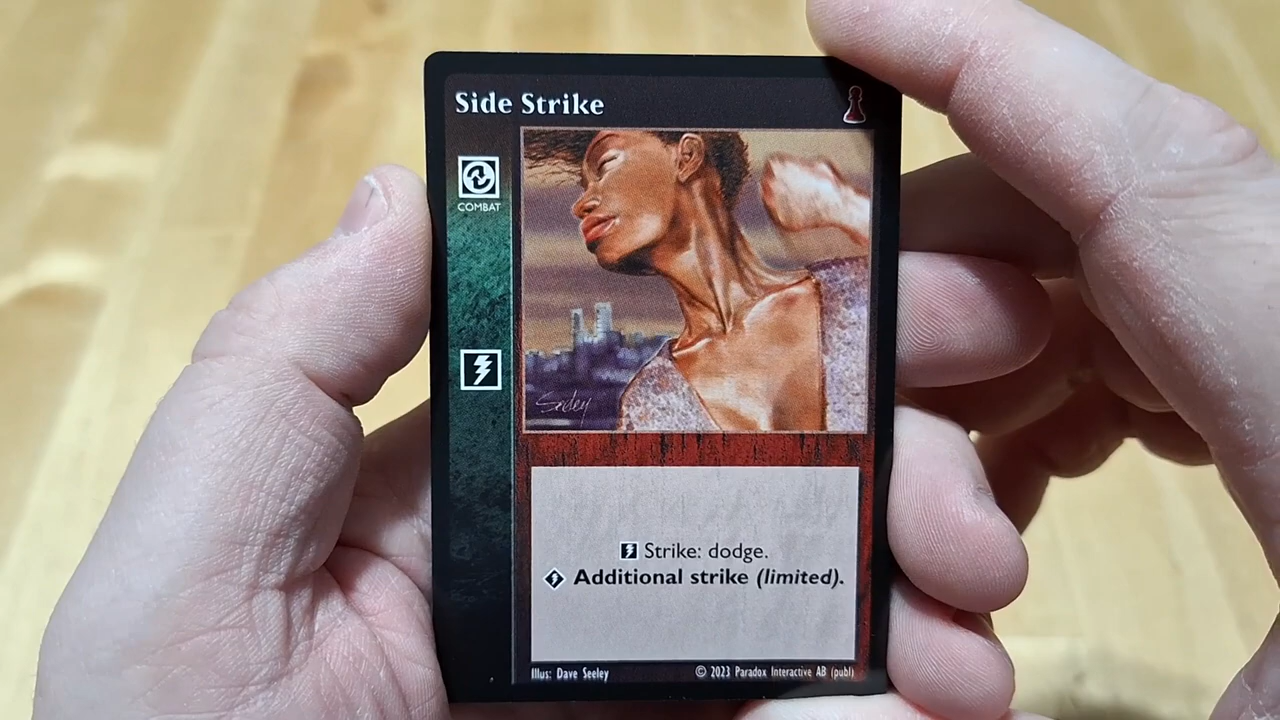 Side Strike
COMBAT
Seeley
Strike: dodge.
Additional strike (limited).
Illus: Dave Seeley
© 2023 Paradox Interactive AB (publ)